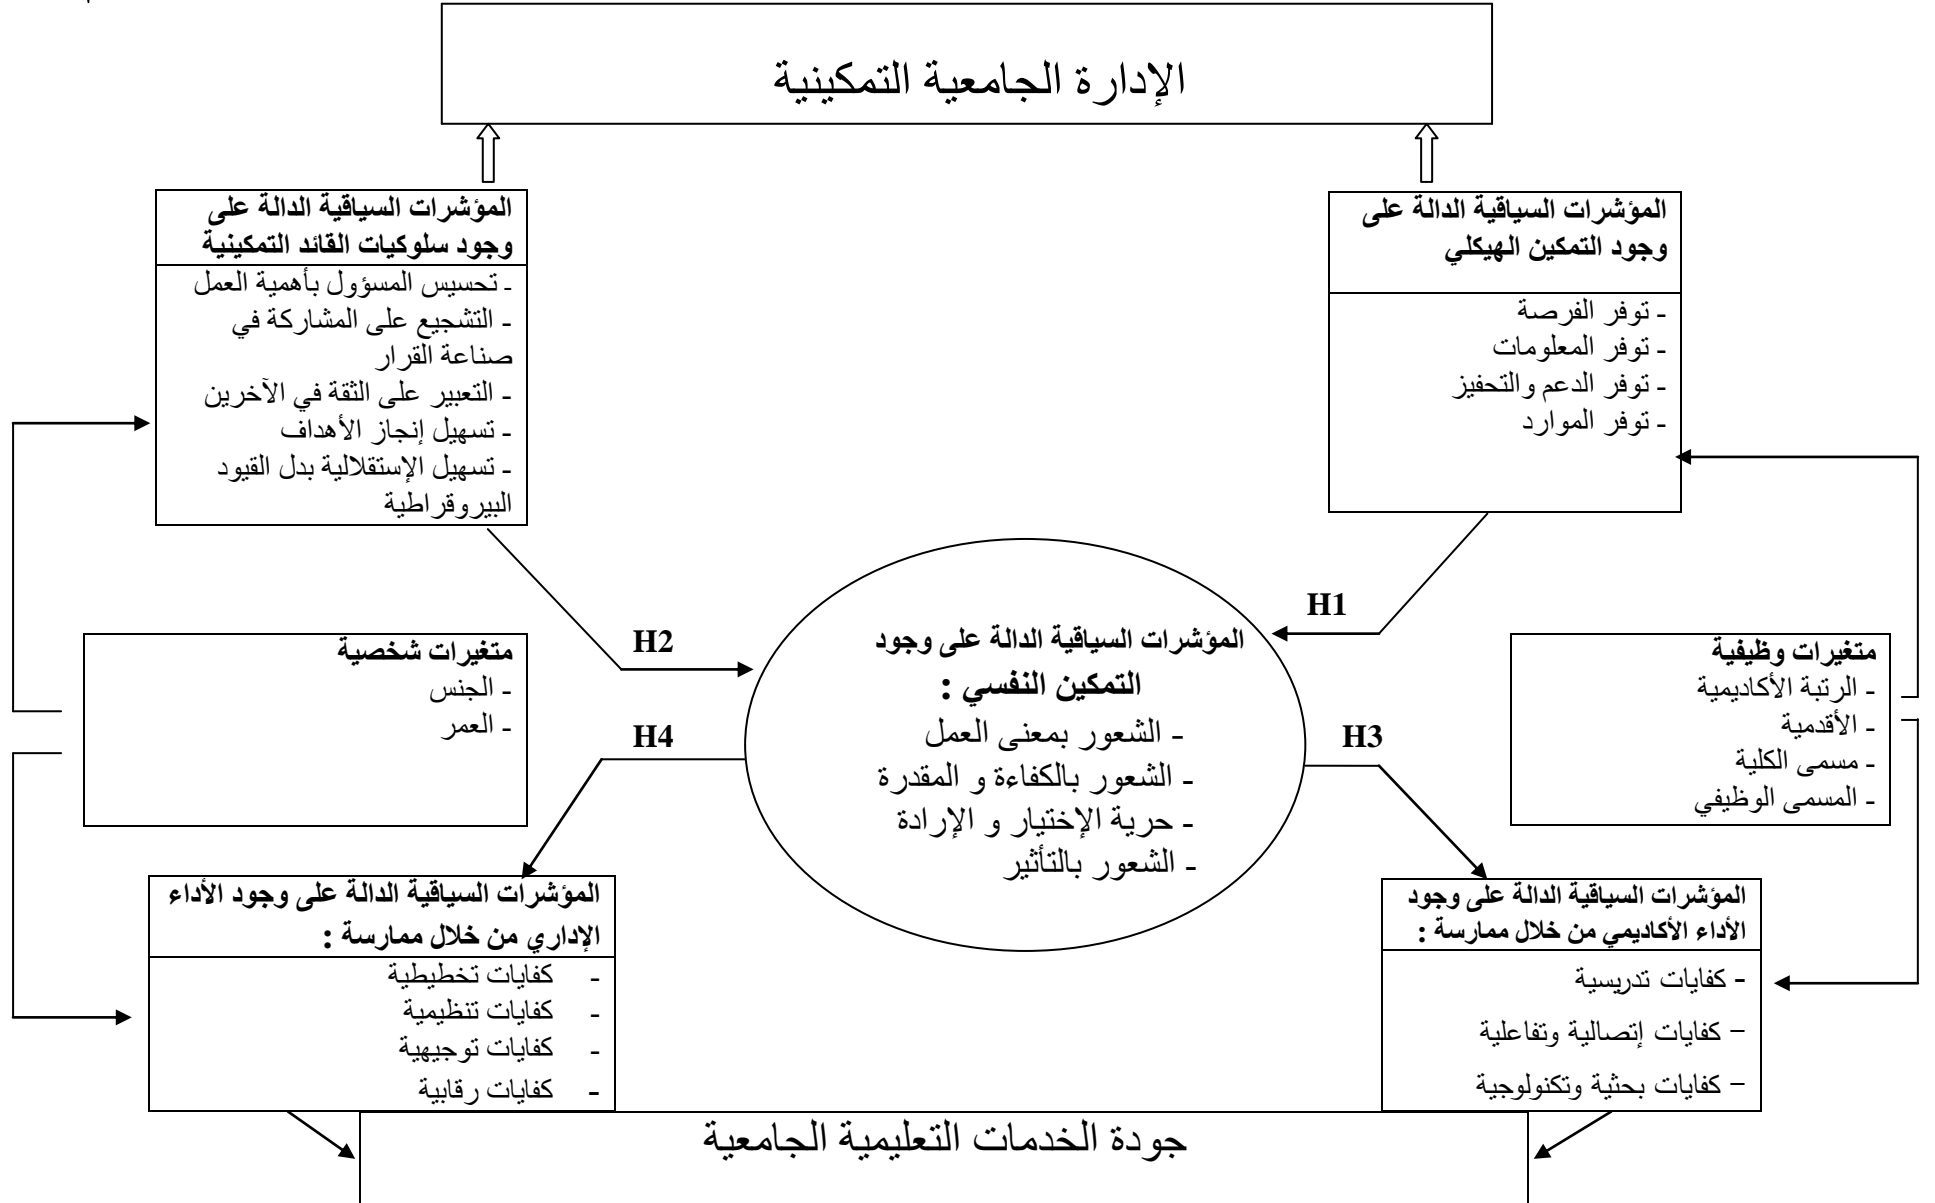 الإدارة الجامعية التمكينية
المؤشرات السياقية الدالة على
وجود التمكين الهيكلي
- توفر الفرصة
- توفر المعلومات
- توفر الدعم والتحفيز
- توفر الموارد
المؤشرات السياقية الدالة على
وجود سلوكيات القائد التمكينية
- تحسيس المسؤول بأهمية العمل
- التشجيع على المشاركة في
صناعة القرار
- التعبير على الثقة في الآخرين
- تسهيل إنجاز الأهداف
- تسهيل الإستقلالية بدل القيود
البيروقراطية
H1
H2
متغيرات وظيفية
- الرتبة الأكاديمية
- الأقدمية
- مسمى الكلية
- المسمى الوظيفي
المؤشرات السياقية الدالة على وجود
التمكين النفسي :
- الشعور بمعنى العمل
- الشعور بالكفاءة و المقدرة
- حرية الإختيار و الإرادة
- الشعور بالتأثير
متغيرات شخصية
- الجنس
- العمر
H3
H4
المؤشرات السياقية الدالة على وجود
الأداء الأكاديمي من خلال ممارسة :
- كفايات تدريسية
- كفايات إتصالية وتفاعلية
- كفايات بحثية وتكنولوجية
المؤشرات السياقية الدالة على وجود الأداء
الإداري من خلال ممارسة :
- كفايات تخطيطية
- كفايات تنظيمية
- كفايات توجيهية
- كفايات رقابية
جودة الخدمات التعليمية الجامعية